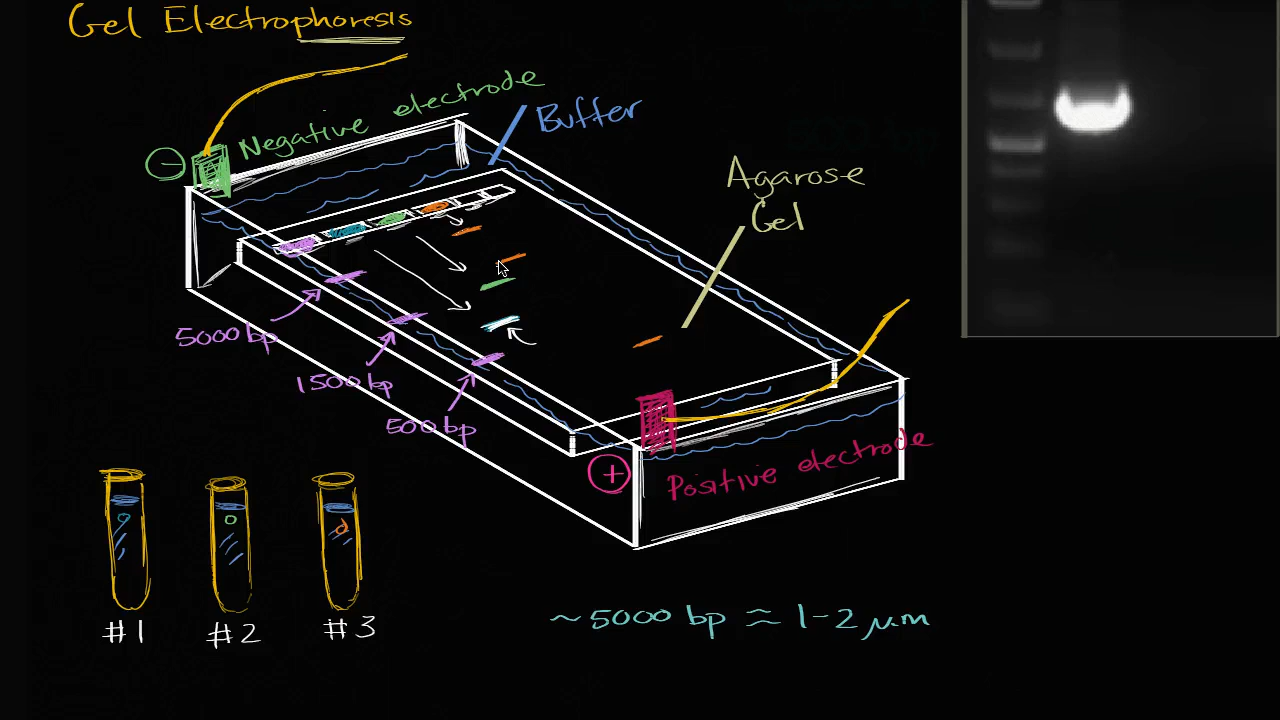 Gel Electrophoresis
Negative electrode
−
Buffer
Agarose
Gel
5000 bp
1500 bp
500 bp
+
Positive electrode
#1
#2
#3
~5000 bp ≈ 1-2 μm